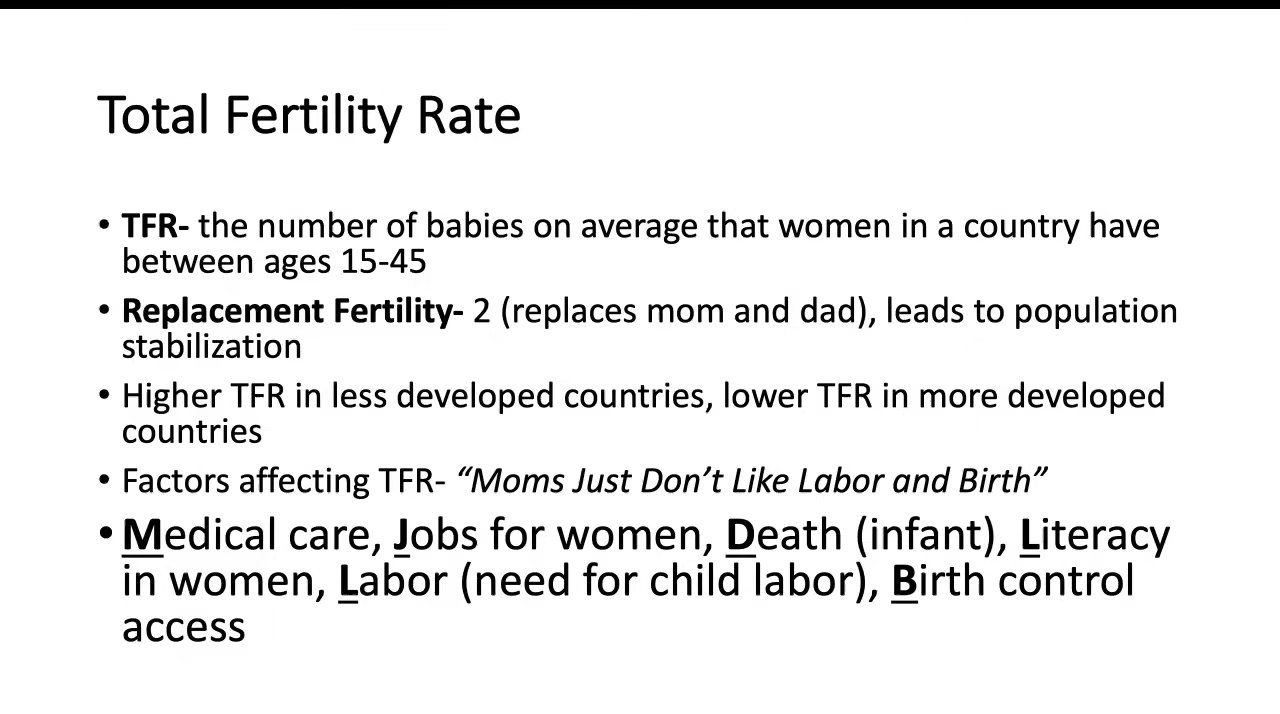 Total Fertility Rate
• TFR- the number of babies on average that women in a country have
between ages 15-45
• Replacement Fertility- 2 (replaces mom and dad), leads to population
stabilization
• Higher TFR in less developed countries, lower TFR in more developed
countries
• Factors affecting TFR- “Moms Just Don’t Like Labor and Birth”
• Medical care, Jobs for women, Death (infant), Literacy
in women, Labor (need for child labor), Birth control
access